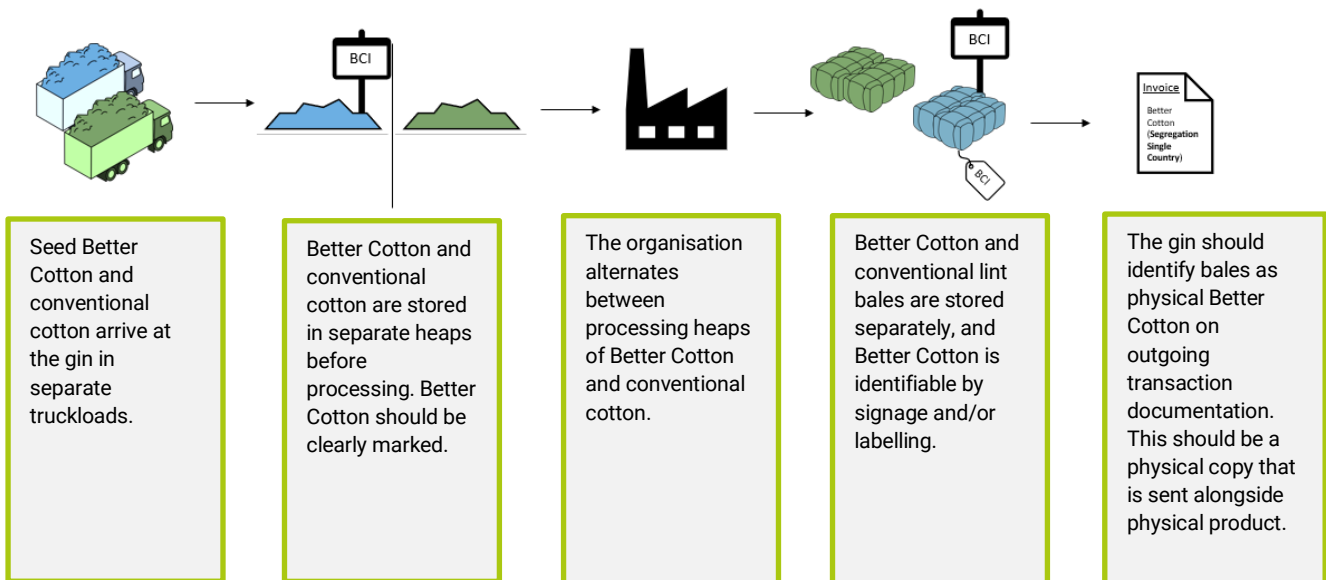 BCI
BCI
BCI
Invoice
Better
Cotton
(Segregation
Single
Country)
Seed Better
Cotton and
conventional
cotton arrive at
the gin in
separate
truckloads.
Better Cotton and
conventional
cotton are stored
in separate heaps
before
processing. Better
Cotton should be
clearly marked.
The organisation
alternates
between
processing heaps
of Better Cotton
and conventional
cotton.
Better Cotton and
conventional lint
bales are stored
separately, and
Better Cotton is
identifiable by
signage and/or
labelling.
The gin should
identify bales as
physical Better
Cotton on
outgoing
transaction
documentation.
This should be a
physical copy that
is sent alongside
physical product.